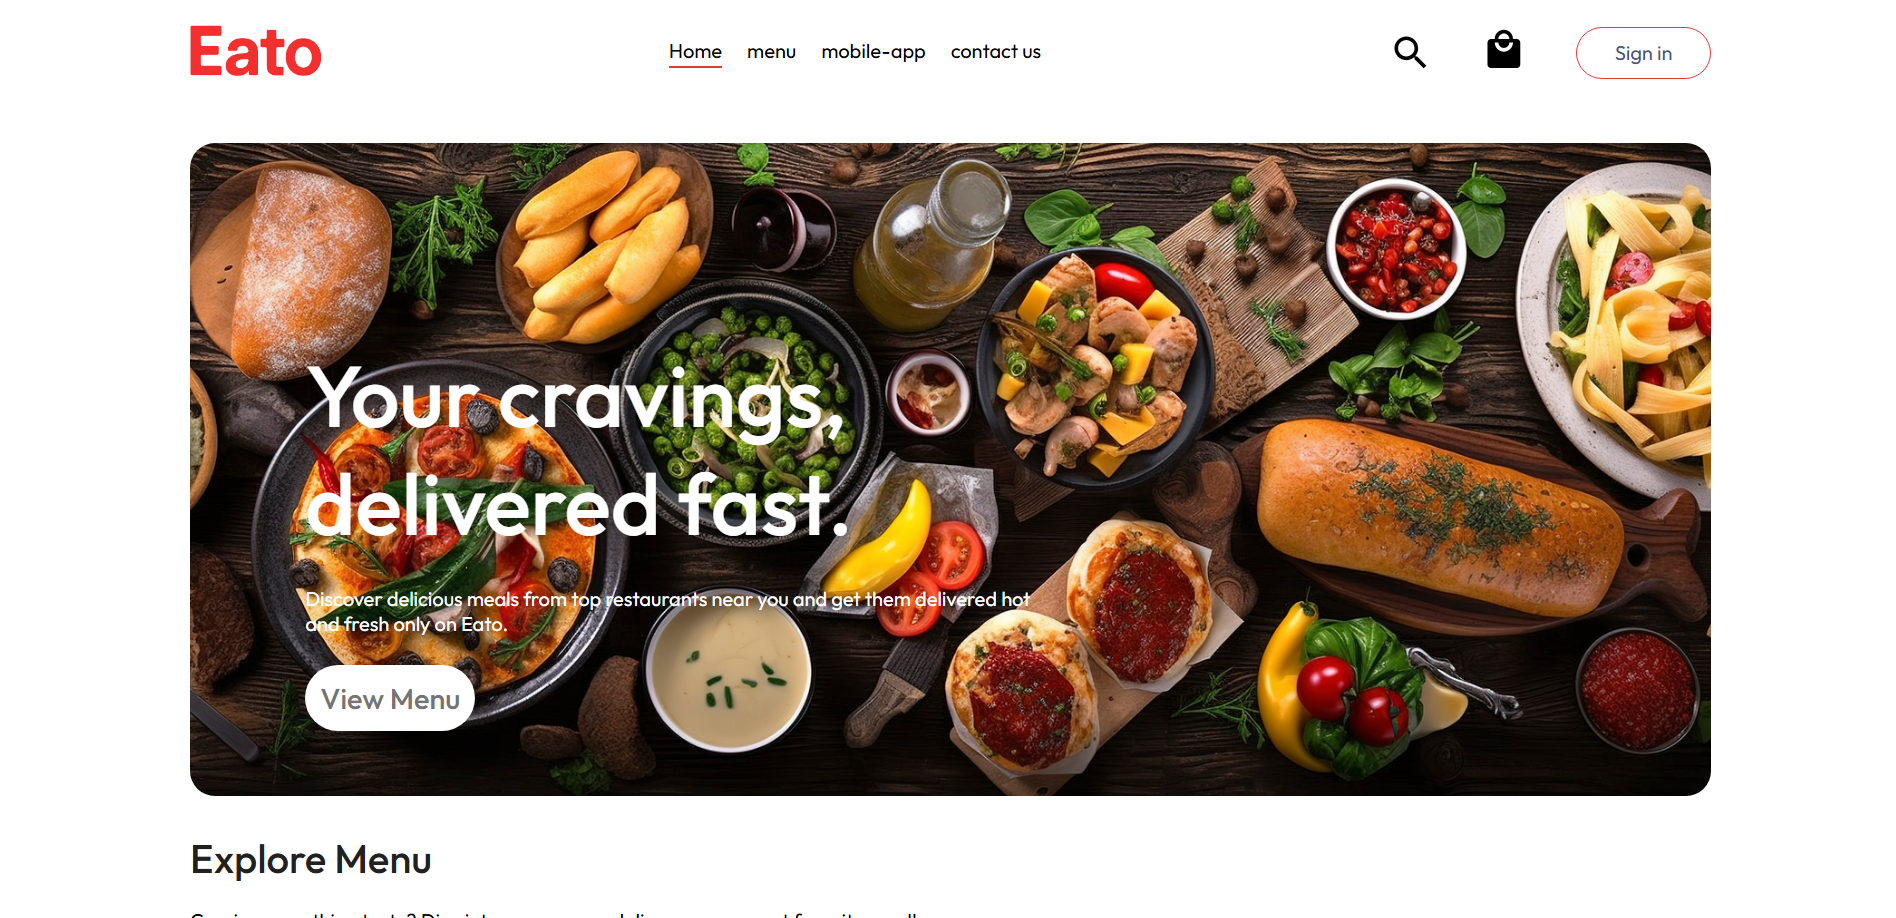 Eato
Home menu mobile-app contact us
Sign in
Your cravings,
delivered fast.
Discover delicious meals from top restaurants near you and get them delivered hot
and fresh only on Eato.
View Menu
Explore Menu